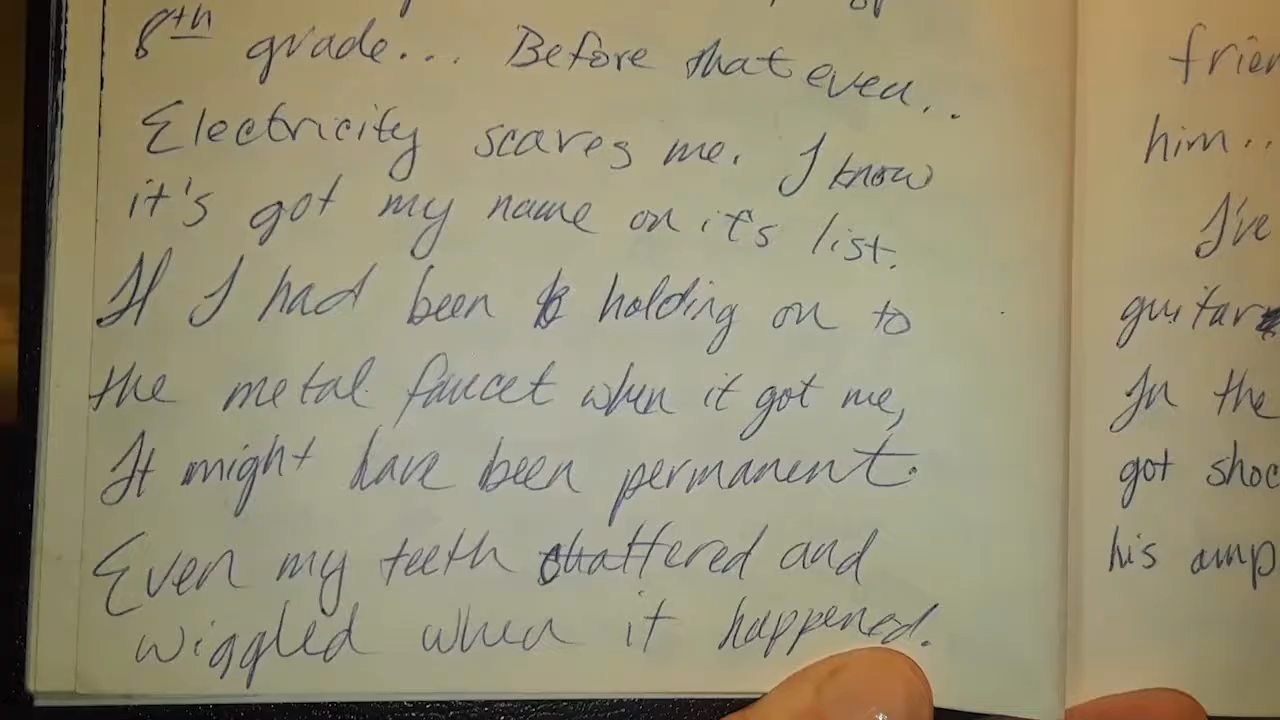 8th grade... Before that even...
Electricity scares me. I know
it's got my name on it's list.
If I had been holding on to
the metal faucet when it got me,
It might have been permanent.
Even my teeth chattered and
wiggled when it happened.
him..
I've
guitar
In the
got
his amp